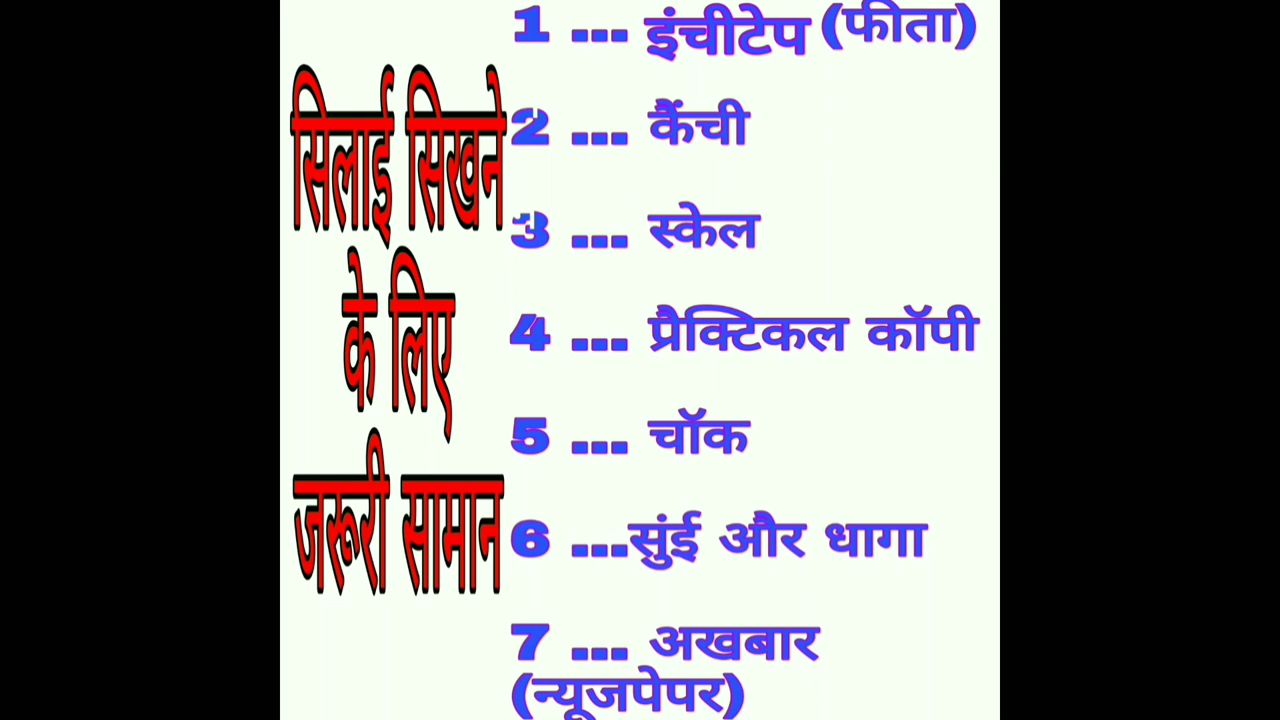 सिलाई सिखने
के लिए
जरूरी सामान
1 ... इंचीटेप (फीता)
2 ... कैंची
3 ... स्केल
4 ... प्रैक्टिकल कॉपी
5 ... चॉक
6 ...सुंई और धागा
7 ... अखबार
(न्यूजपेपर)